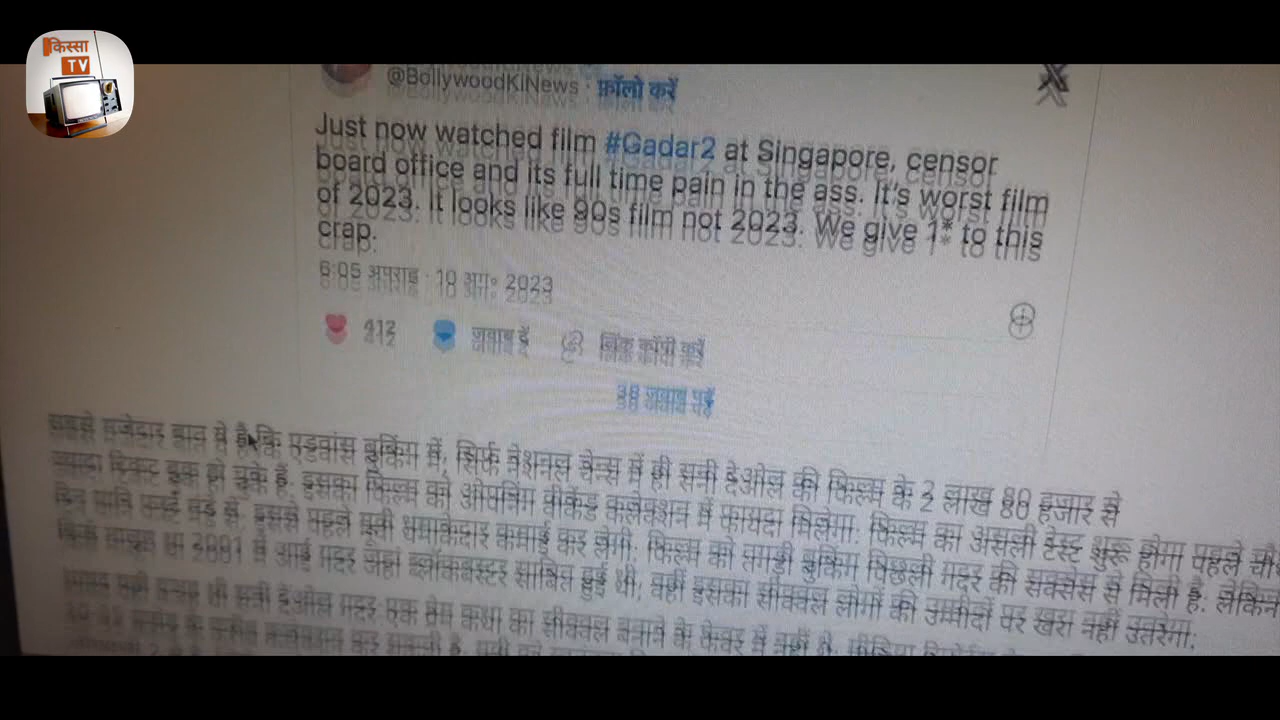 किस्सा
TV
@BollywoodKiNews · फ़ॉलो करें
Just now watched film #Gadar2 at Singapore, censor
board office and its full time pain in the ass. It's worst film
of 2023. It looks like 90s film not 2023. We give 1* to this
crap.
6:05 अपराह्न · 10 अग॰ 2023
412 जवाब दें लिंक कॉपी करें
38 जवाब पढ़ें
सबसे मजेदार बात ये है कि एडवांस बुकिंग में, सिर्फ नेशनल चेन्स में ही सनी देओल की फिल्म के 2 लाख 80 हजार से
ज्यादा टिकट बुक हो चुके हैं. इसका फिल्म को ओपनिंग वीकेंड कलेक्शन में फायदा मिलेगा. फिल्म का असली टेस्ट शुरू होगा पहले
दिन यानि फर्स्ट मंडे से. इससे पहले मूवी धमाकेदार कमाई कर लेगी. फिल्म को तगड़ी बुकिंग पिछली गदर की सक्सेस से मिली है. लेकिन
2001 में आई गदर जहां ब्लॉकबस्टर साबित हुई थी, वहीं इसका सीक्वल लोगों की उम्मीदों पर खरा नहीं उतरेगा.
यही वजह थी सनी देओल गदर एक प्रेम कथा का सीक्वल बनाने के फेवर में नहीं थे.